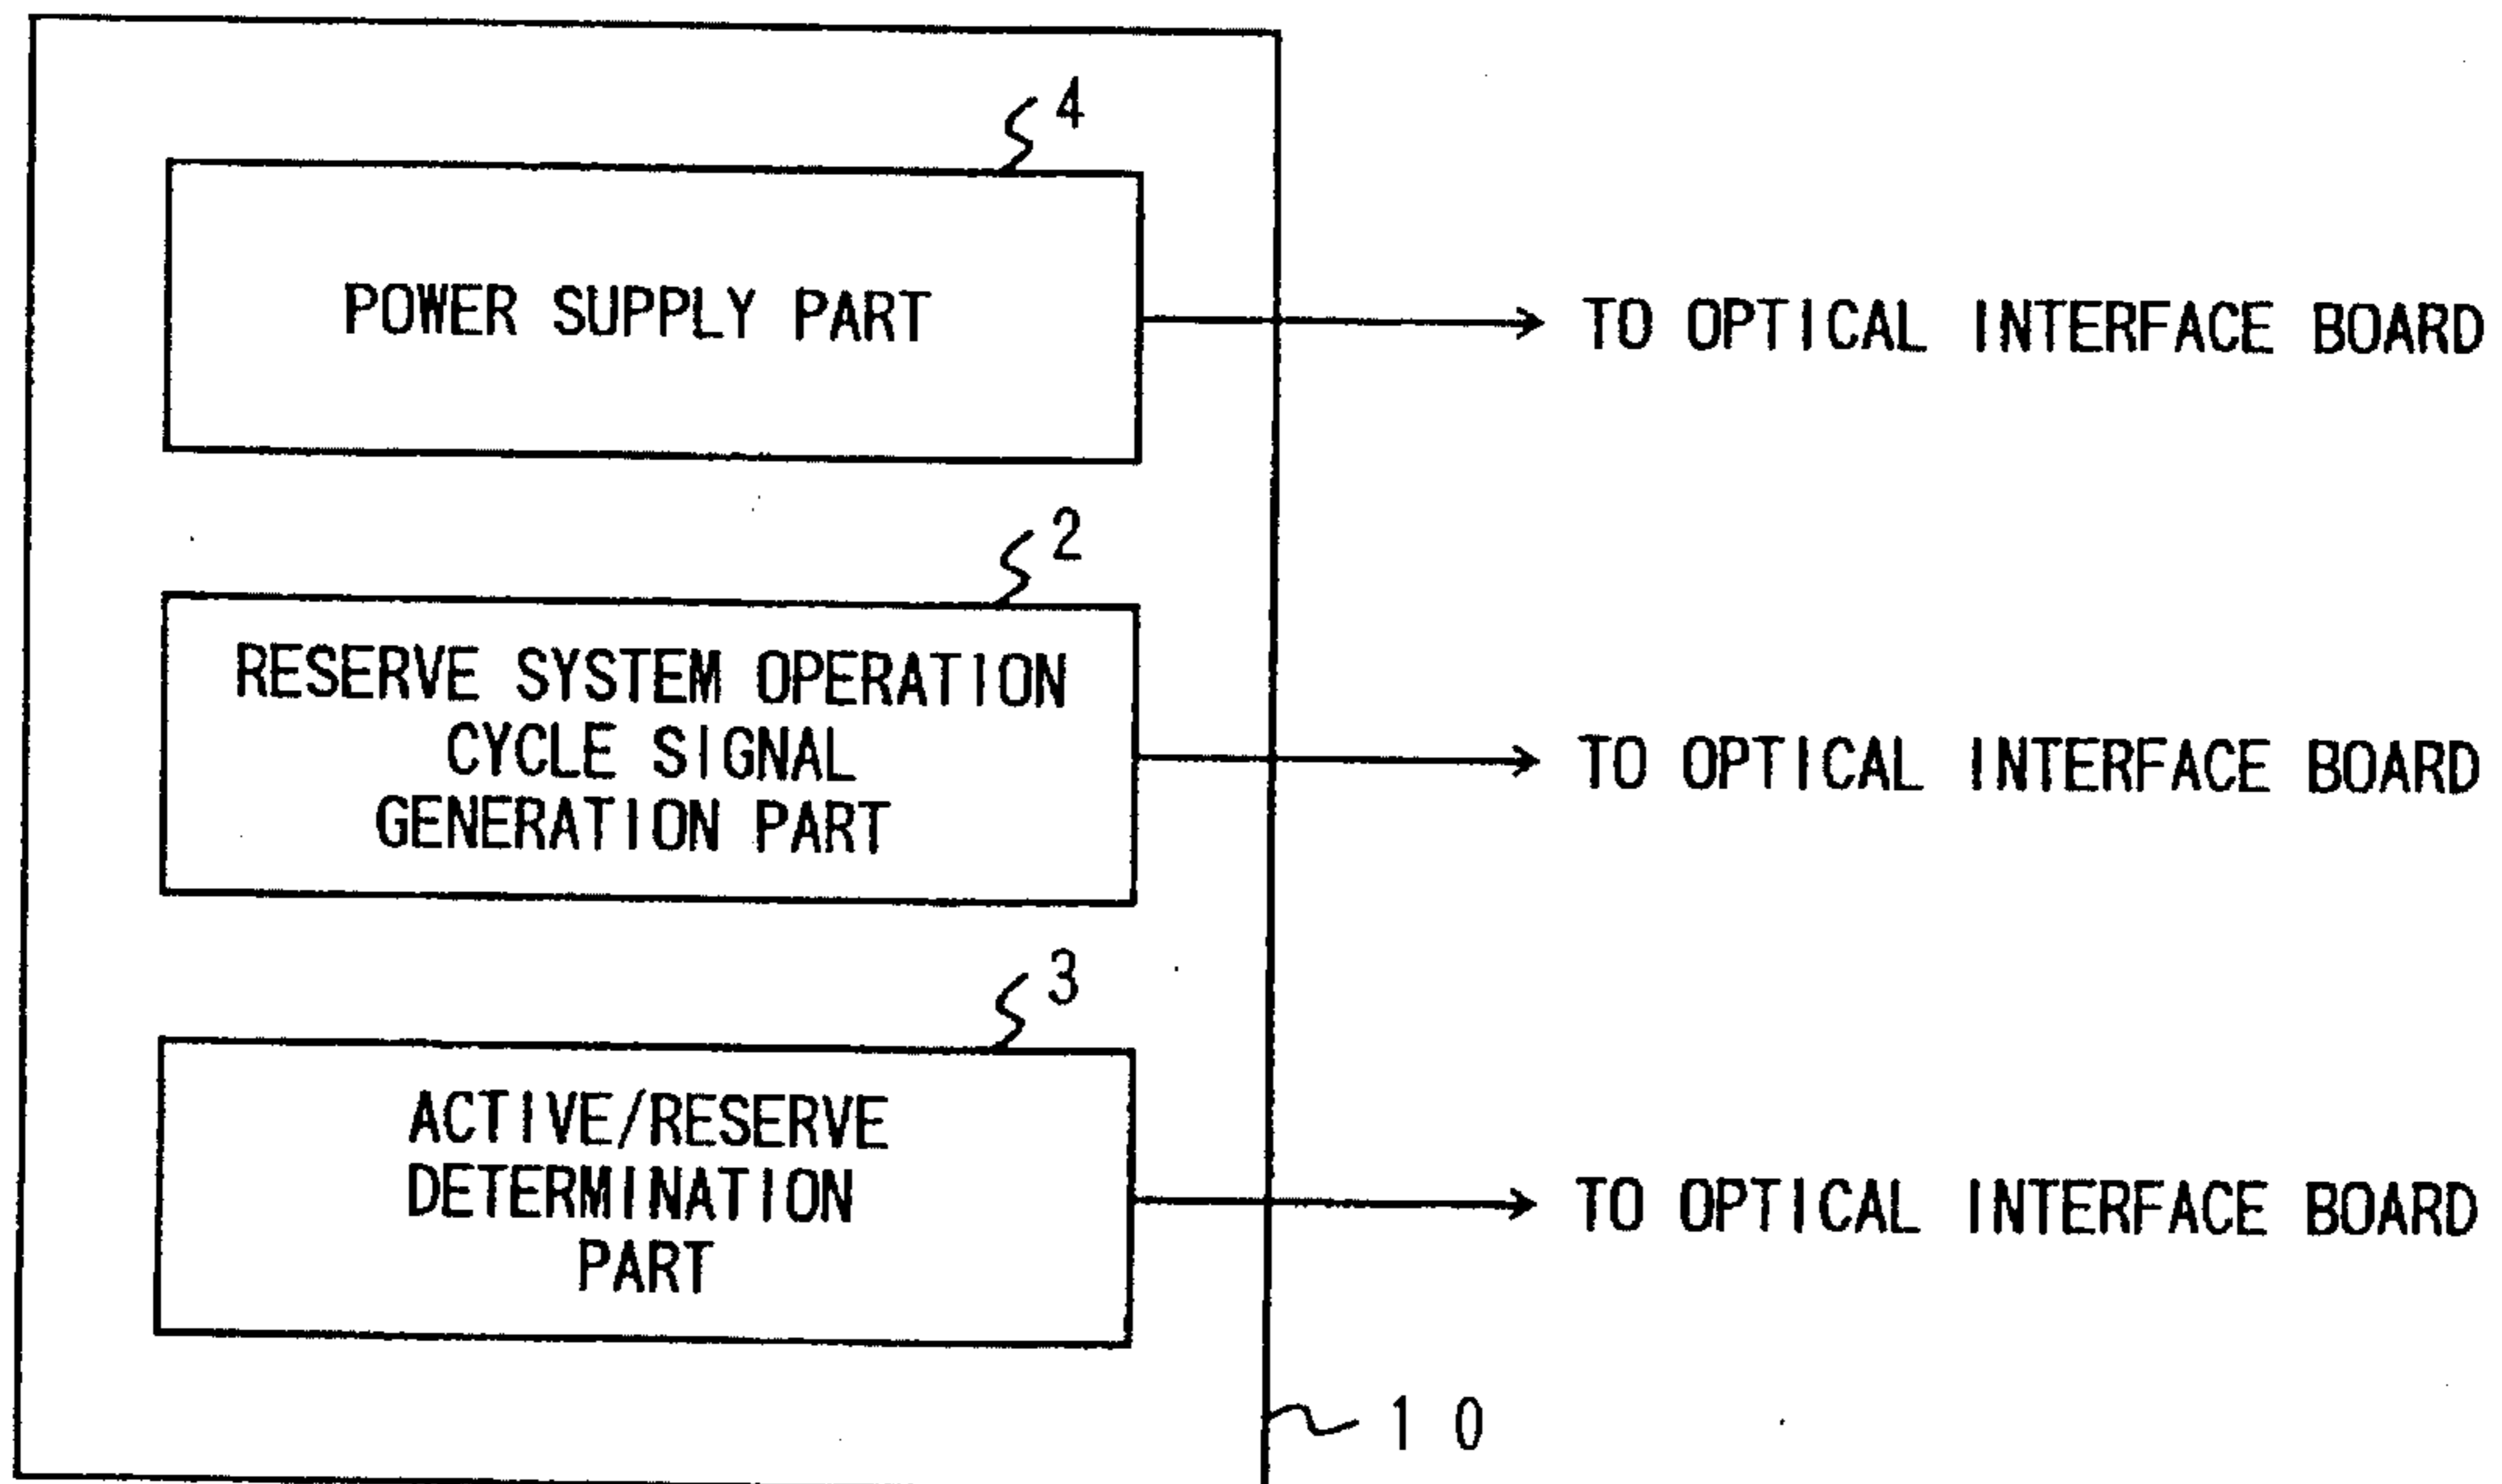 4
POWER SUPPLY PART
TO OPTICAL INTERFACE BOARD
2
RESERVE SYSTEM OPERATION
CYCLE SIGNAL
GENERATION PART
TO OPTICAL INTERFACE BOARD
3
ACTIVE/RESERVE
DETERMINATION
PART
TO OPTICAL INTERFACE BOARD
10